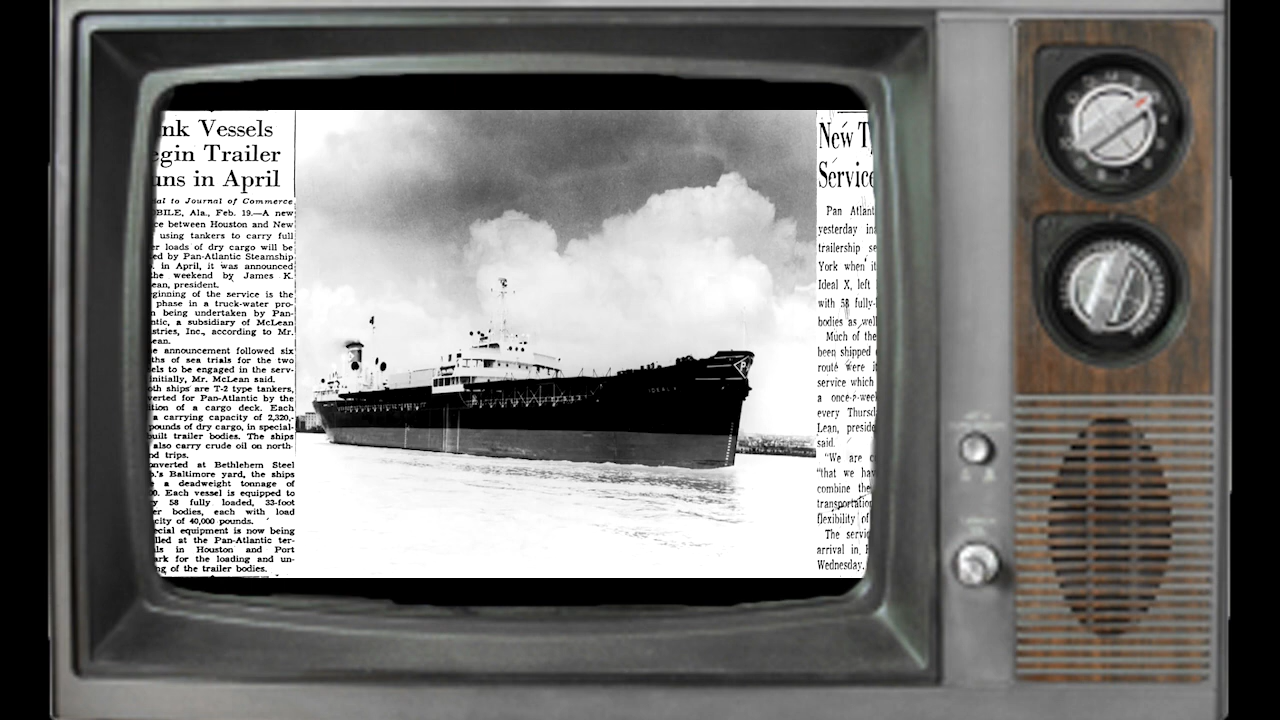 nk Vessels
egin Trailer
uns in April
al to Journal of Commerce
BILE, Ala., Feb. 19.—A new
ce between Houston and New
using tankers to carry full
er loads of dry cargo will be
ed by Pan-Atlantic Steamship
. in April, it was announced
the weekend by James K.
ean, president.
ginning of the service is the
phase in a truck-water pro-
n being undertaken by Pan-
ntic, a subsidiary of McLean
stries, Inc., according to Mr.
ean.
e announcement followed six
ths of sea trials for the two
els to be engaged in the serv-
initially, Mr. McLean said.
oth ships are T-2 type tankers,
verted for Pan-Atlantic by the
ition of a cargo deck. Each
a carrying capacity of 2,320,-
pounds of dry cargo, in special-
built trailer bodies. The ships
also carry crude oil on north-
nd trips.
onverted at Bethlehem Steel
.'s Baltimore yard, the ships
e a deadweight tonnage of
0. Each vessel is equipped to
y 58 fully loaded, 33-foot
er bodies, each with load
city of 40,000 pounds.
ecial equipment is now being
lled at the Pan-Atlantic ter-
ls in Houston and Port
ark for the loading and un-
ng of the trailer bodies.
IDEAL X
P
New T
Service
Pan Atlant
yesterday in
trailership se
York when it
Ideal X, left
with 58 fully-
bodies as well
Much of the
been shipped
route were i
service which
a once-a-wee
every Thursd
Lean, preside
said.
"We are c
"that we hav
combine the
transportation
flexibility of
The servic
arrival in
Wednesday.